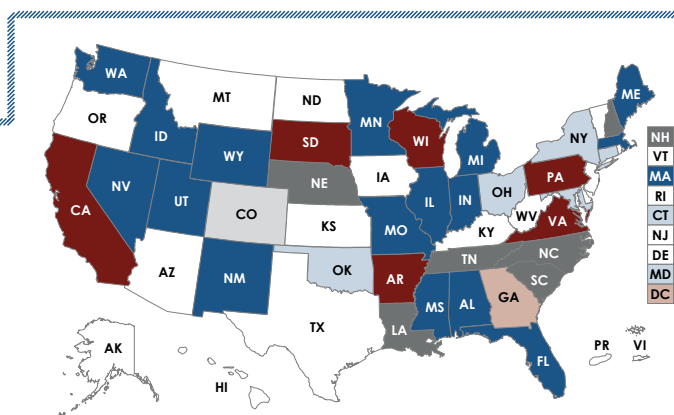 WA
ME
MT
ND
OR
MN
NY
ID
SD
WI
NH
WY
MI
VT
IA
PA
MA
NE
NV
OH
RI
IL
IN
UT
CO
CT
CA
WV
VA
KS
MO
KY
NJ
NC
DE
TN
AZ
OK
NM
AR
SC
MD
GA
DC
MS
AL
TX
LA
AK
PR
VI
FL
HI